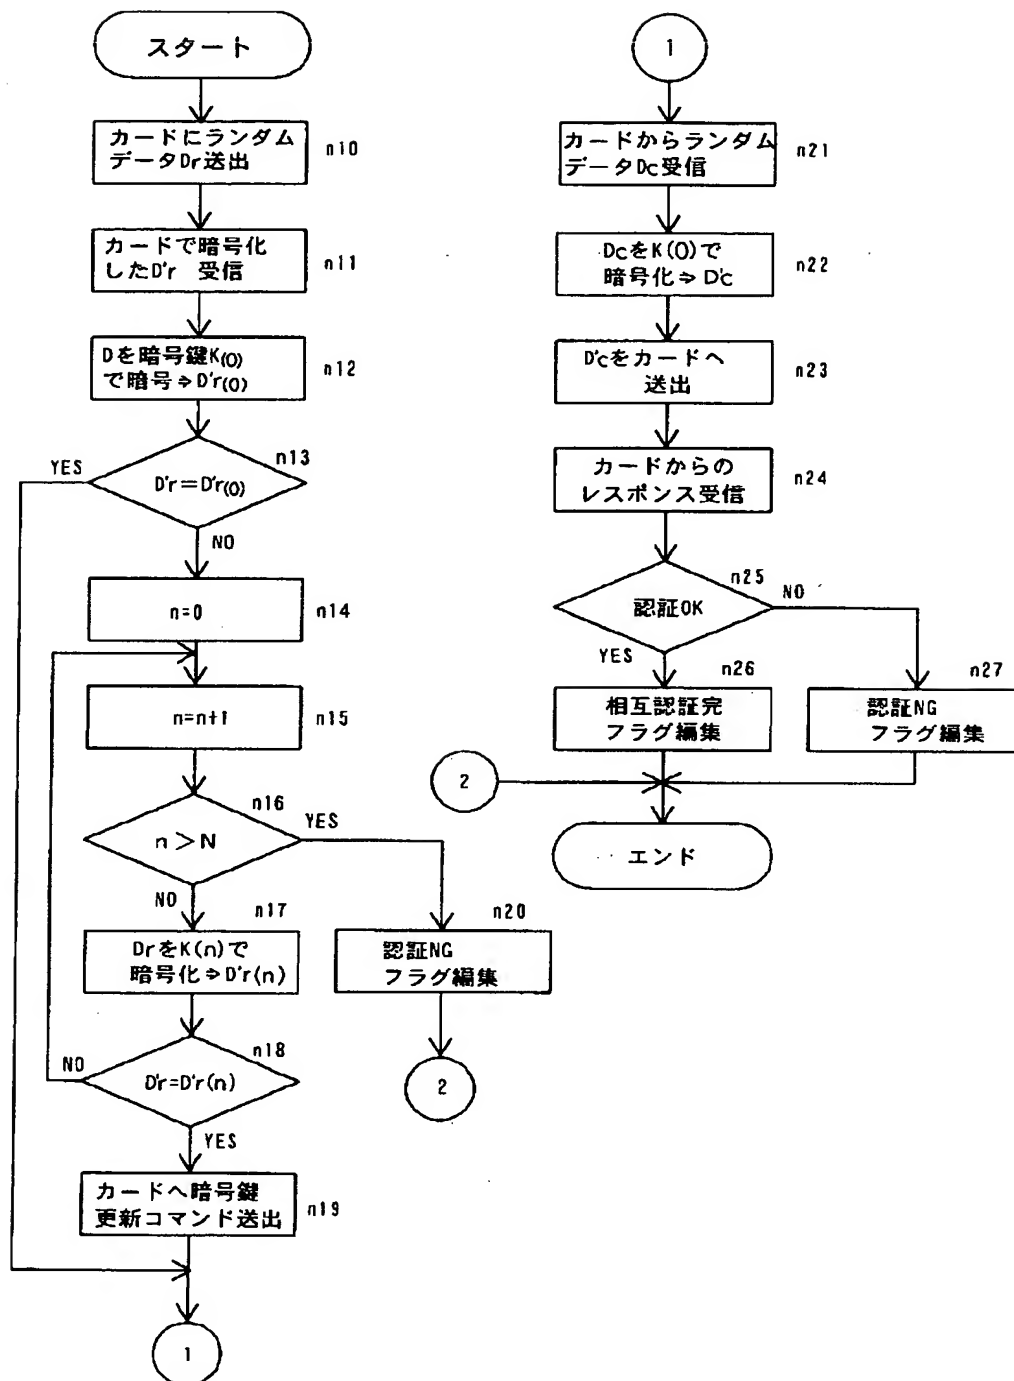 スタート
カードにランダム
データDr送出
n10
カードで暗号化
したD'r 受信
n11
Dを暗号鍵K(0)
で暗号⇒D'r(0)
n12
n13
YES
D'r=D'r(0)
NO
n=0
n14
n=n+1
n15
n16
n>N
YES
NO
n17
DrをK(n)で
暗号化⇒D'r(n)
n18
NO
D'r=D'r(n)
YES
カードへ暗号鍵
更新コマンド送出
n19
1
n20
認証NG
フラグ編集
2
1
カードからランダム
データDc受信
n21
DcをK(0)で
暗号化⇒D'c
n22
D'cをカードへ
送出
n23
カードからの
レスポンス受信
n24
n25
認証OK
NO
YES
n26
相互認証完
フラグ編集
n27
認証NG
フラグ編集
2
エンド